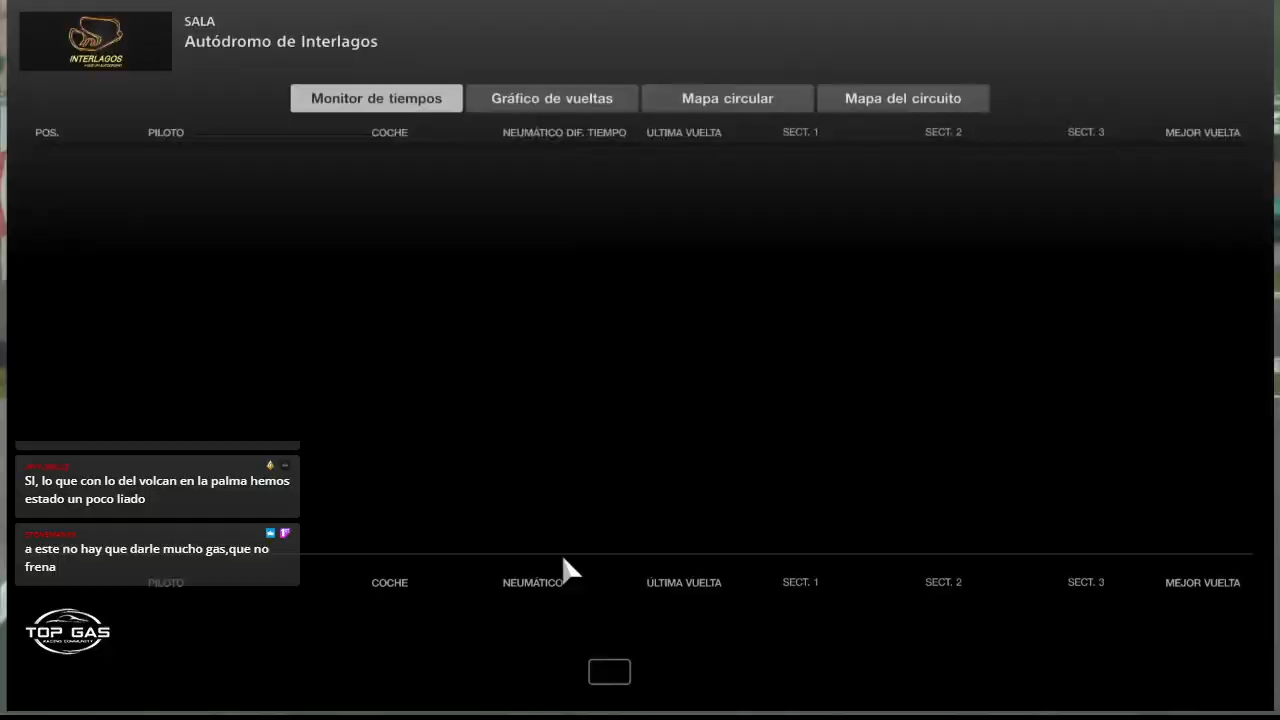 SALA
Autódromo de Interlagos
INTERLAGOS
Monitor de tiempos
Gráfico de vueltas
Mapa circular
Mapa del circuito
POS. PILOTO COCHE NEUMÁTICO DIF. TIEMPO ULTIMA VUELTA SECT. 1 SECT. 2 SECT. 3 MEJOR VUELTA
SI, lo que con lo del volcan en la palma hemos
estado un poco liado
a este no hay que darle mucho gas,que no
frena
PILOTO COCHE NEUMÁTICO ÚLTIMA VUELTA SECT. 1 SECT. 2 SECT. 3 MEJOR VUELTA
TOP GAS
RACING COMMUNITY